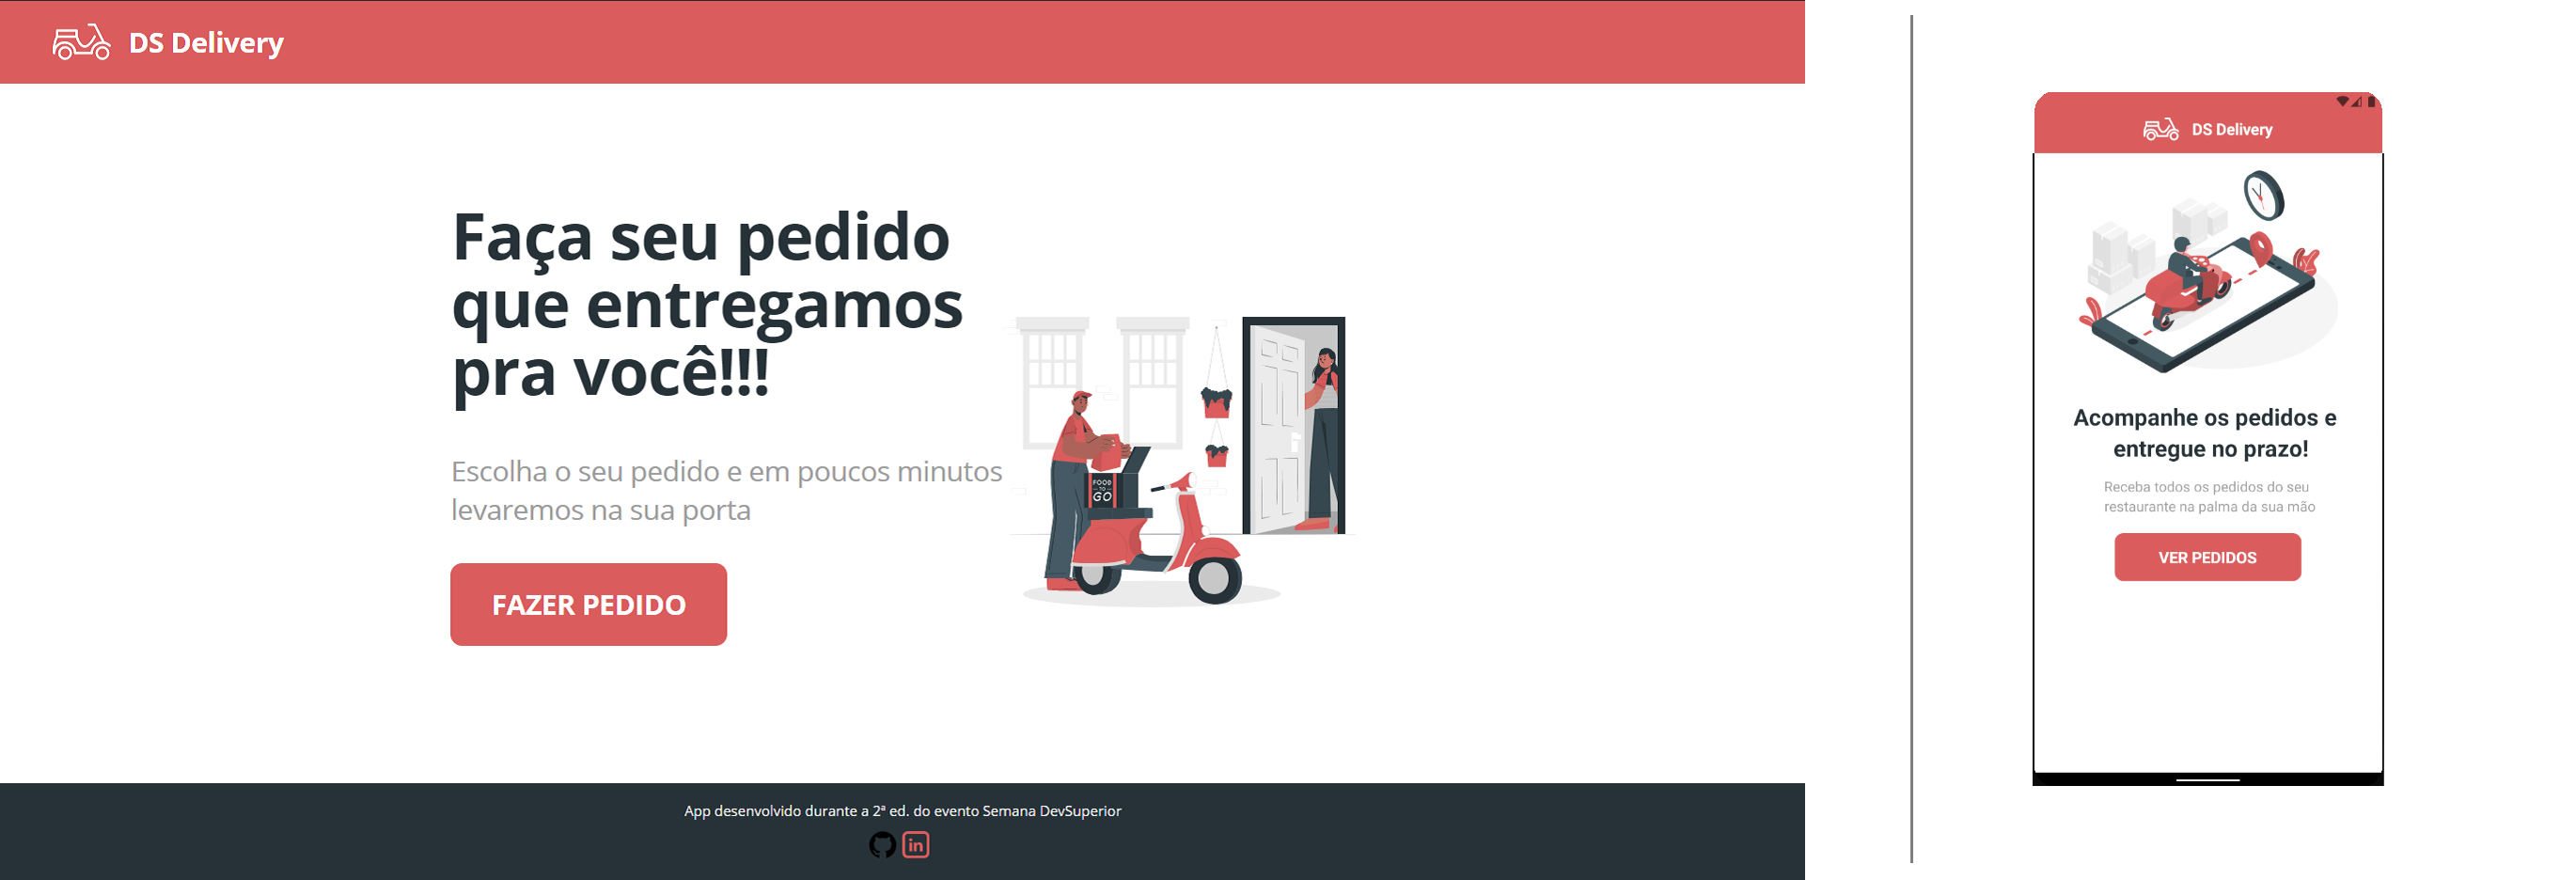 DS Delivery
Faça seu pedido
que entregamos
pra você!!!
Escolha o seu pedido e em poucos minutos
levaremos na sua porta
FAZER PEDIDO
FOOD
TO
GO
App desenvolvido durante a 2ª ed. do evento Semana DevSuperior
in
DS Delivery
Acompanhe os pedidos e
entregue no prazo!
Receba todos os pedidos do seu
restaurante na palma da sua mão
VER PEDIDOS